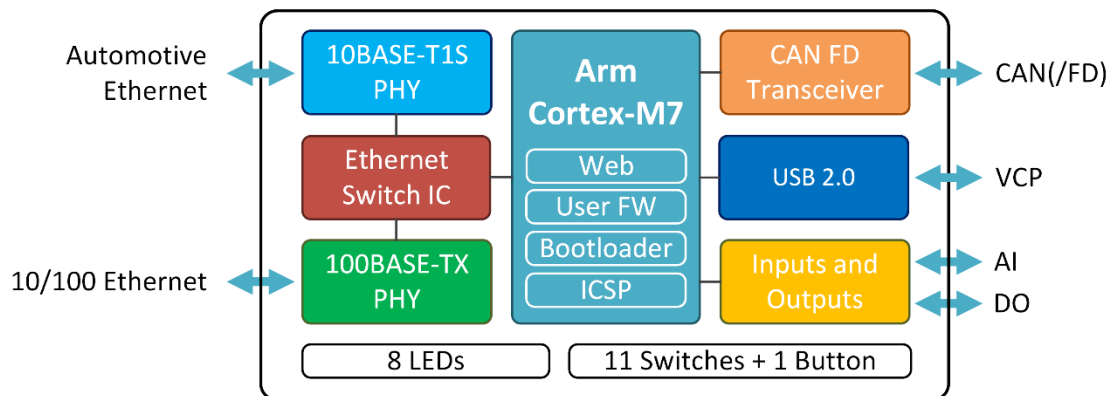 Automotive
Ethernet
10/100 Ethernet
10BASE-T1S
PHY
Ethernet
Switch IC
100BASE-TX
PHY
Arm
Cortex-M7
Web
User FW
Bootloader
ICSP
CAN FD
Transceiver
USB 2.0
Inputs and
Outputs
CAN(/FD)
VCP
AI
DO
8 LEDs
11 Switches + 1 Button